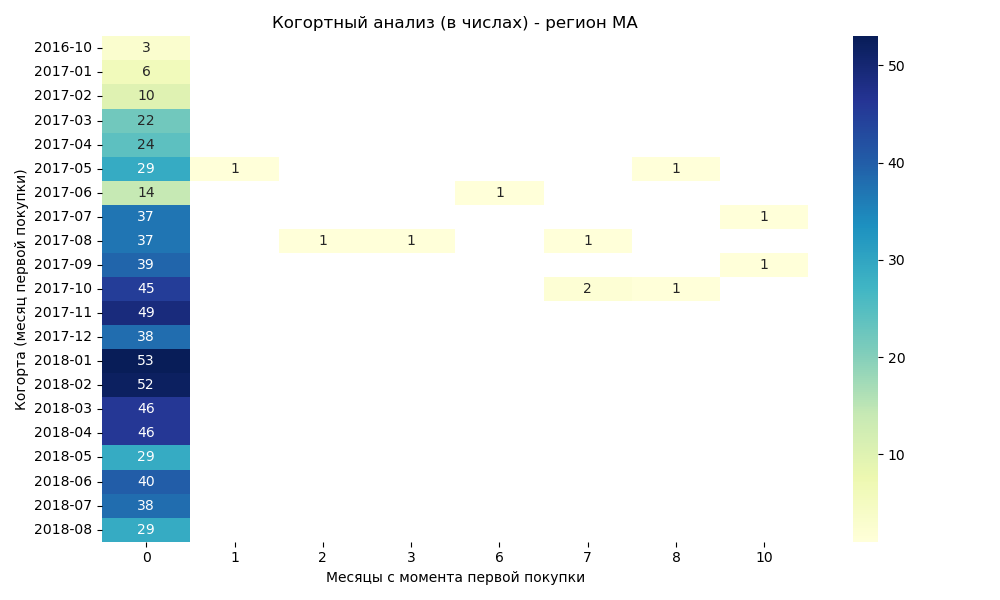 Когортный анализ (в числах) - регион MA
Когорта (месяц первой покупки)
2016-10 3
2017-01 6
2017-02 10
2017-03 22
2017-04 24
2017-05 29 1 1
2017-06 14 1
2017-07 37 1
2017-08 37 1 1 1
2017-09 39 1
2017-10 45 2 1
2017-11 49
2017-12 38
2018-01 53
2018-02 52
2018-03 46
2018-04 46
2018-05 29
2018-06 40
2018-07 38
2018-08 29
0 1 2 3 6 7 8 10
Месяцы с момента первой покупки
50
40
30
20
10